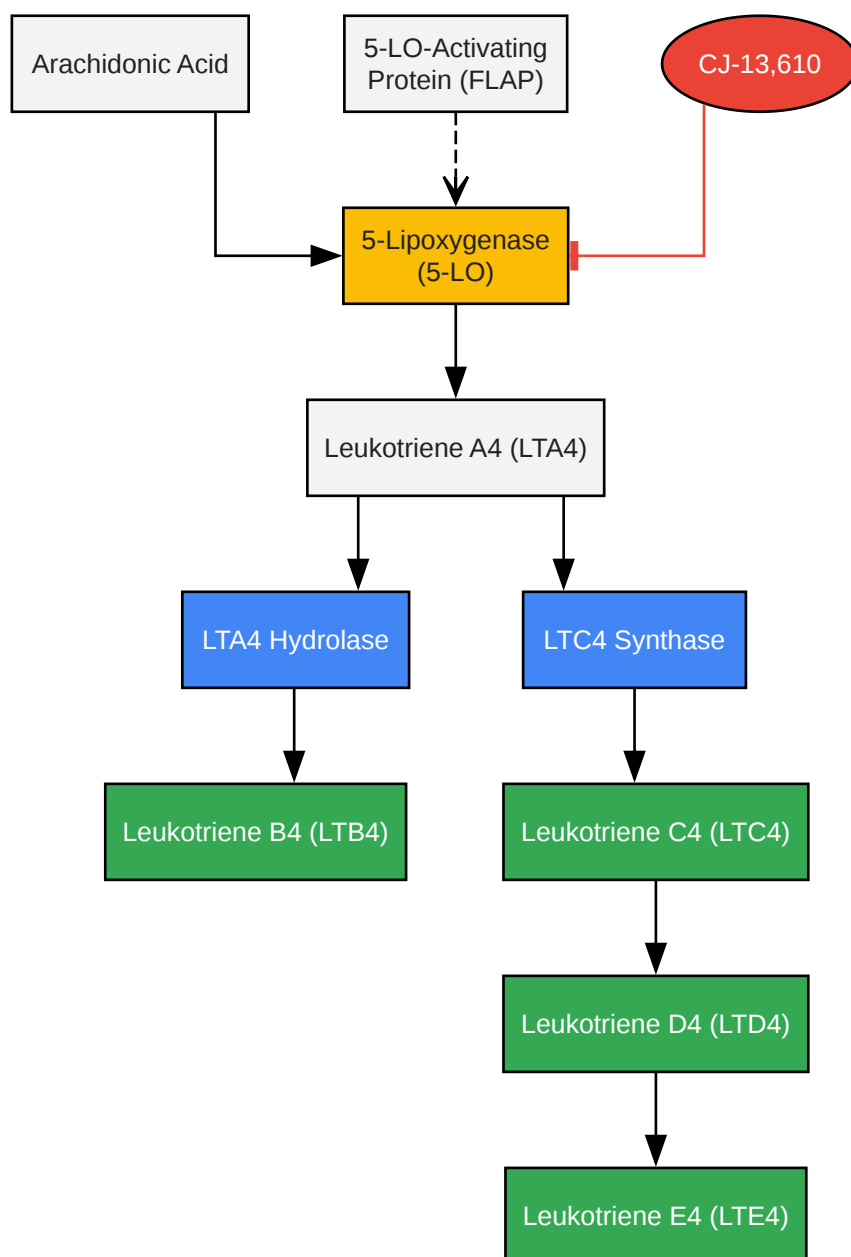 Arachidonic Acid
5-LO-Activating
Protein (FLAP)
CJ-13,610
5-Lipoxygenase
(5-LO)
Leukotriene A4 (LTA4)
LTA4 Hydrolase
LTC4 Synthase
Leukotriene B4 (LTB4)
Leukotriene C4 (LTC4)
Leukotriene D4 (LTD4)
Leukotriene E4 (LTE4)